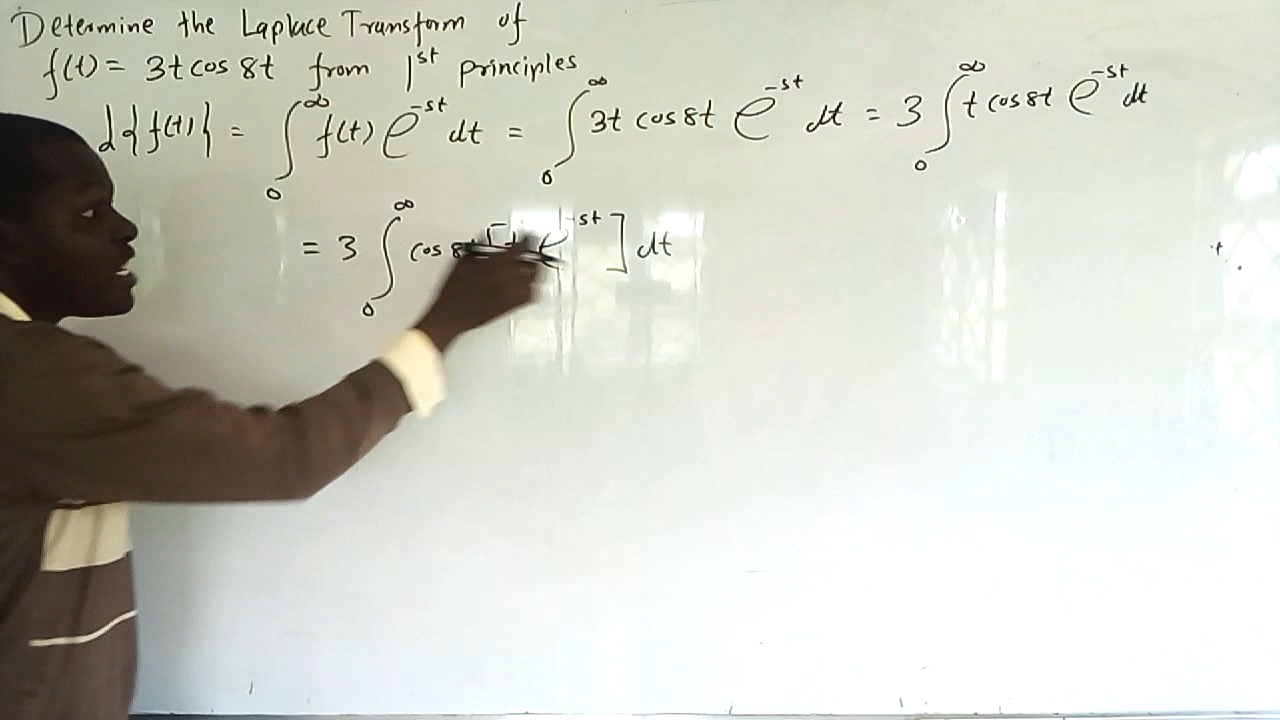 Determine the Laplace Transform of
f(t) = 3t cos 8t from 1st principles
L{f(t)} = ∫₀^∞ f(t) e^{-st} dt = ∫₀^∞ 3t cos 8t e^{-st} dt = 3 ∫₀^∞ t cos 8t e^{-st} dt
= 3 ∫₀^∞ cos 8t [t e^{-st}] dt